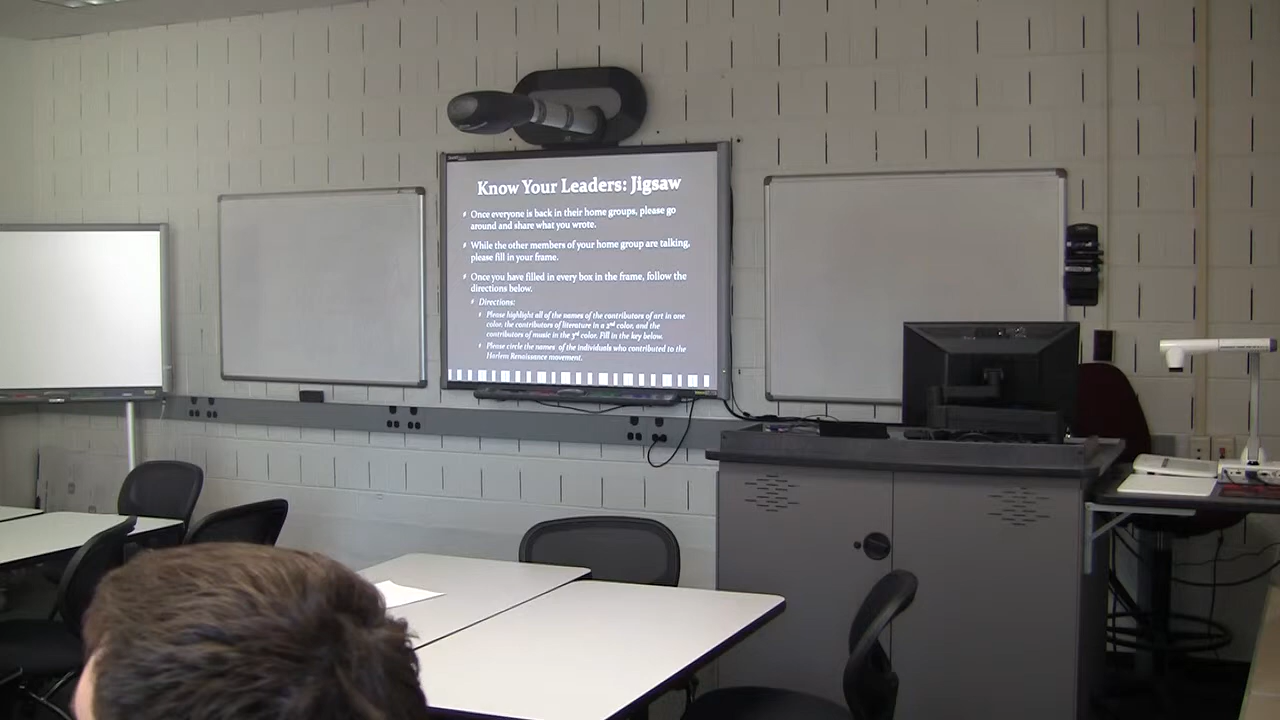 Know Your Leaders: Jigsaw
Once everyone is back in their home groups, please go
around and share what you wrote.
While the other members of your home group are talking,
please fill in your frame.
Once you have filled in every box in the frame, follow the
directions below.
Directions:
Please highlight all of the names of the contributors of art in one
color, the contributors of literature in a 2nd color, and the
contributors of music in the 3rd color. Fill in the key below.
Please circle the names of the individuals who contributed to the
Harlem Renaissance movement.